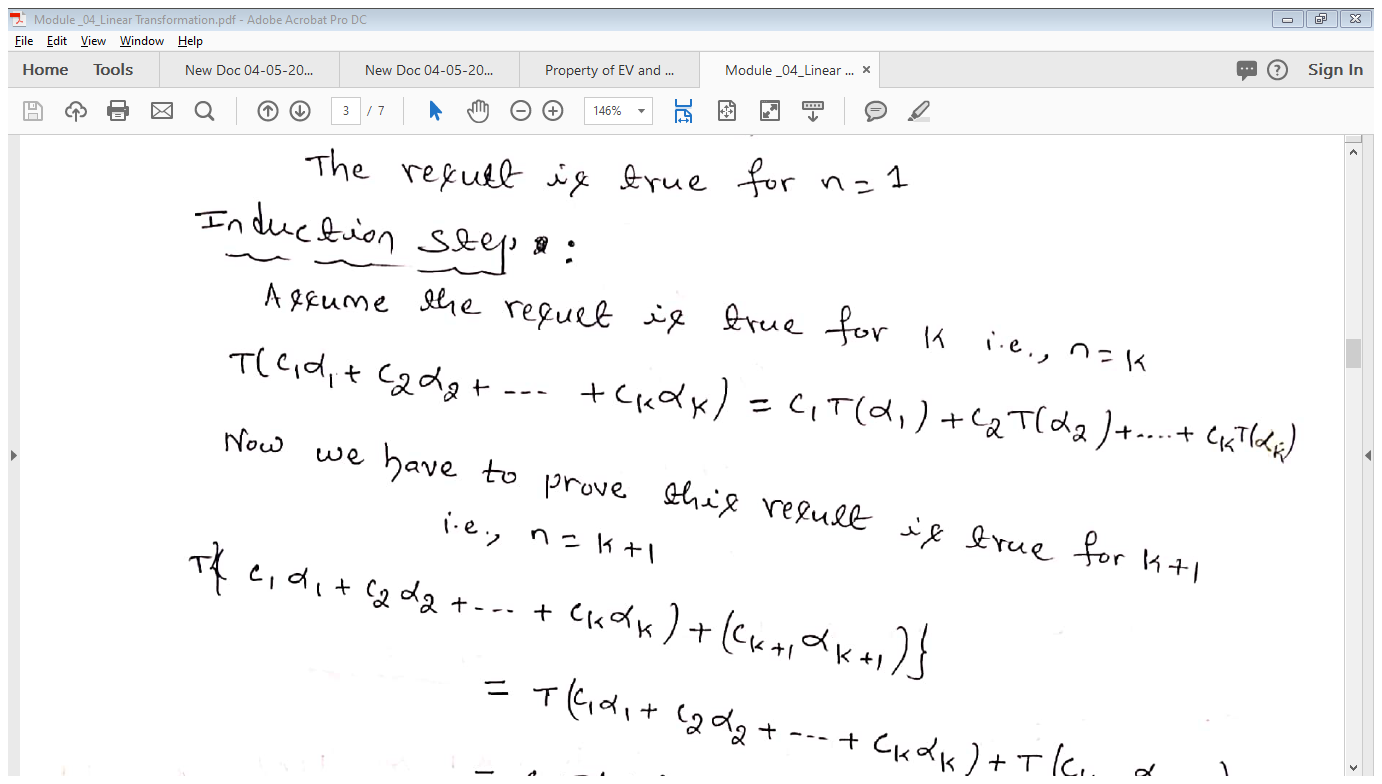 Module _04_Linear Transformation.pdf - Adobe Acrobat Pro DC
File Edit View Window Help
Home Tools New Doc 04-05-20... New Doc 04-05-20... Property of EV and ... Module _04_Linear ... × Sign In
3 / 7 146%
The result is true for n = 1
Induction step :
Assume the result is true for k i.e., n = k
T(c₁α₁ + c₂α₂ + --- + cₖαₖ) = c₁T(α₁) + c₂T(α₂) + .... + cₖT(αₖ)
Now we have to prove this result is true for k+1
i.e., n = k+1
T{ c₁α₁ + c₂α₂ + --- + cₖαₖ) + (cₖ₊₁αₖ₊₁)}
= T(c₁α₁ + c₂α₂ + --- + cₖαₖ) + T(